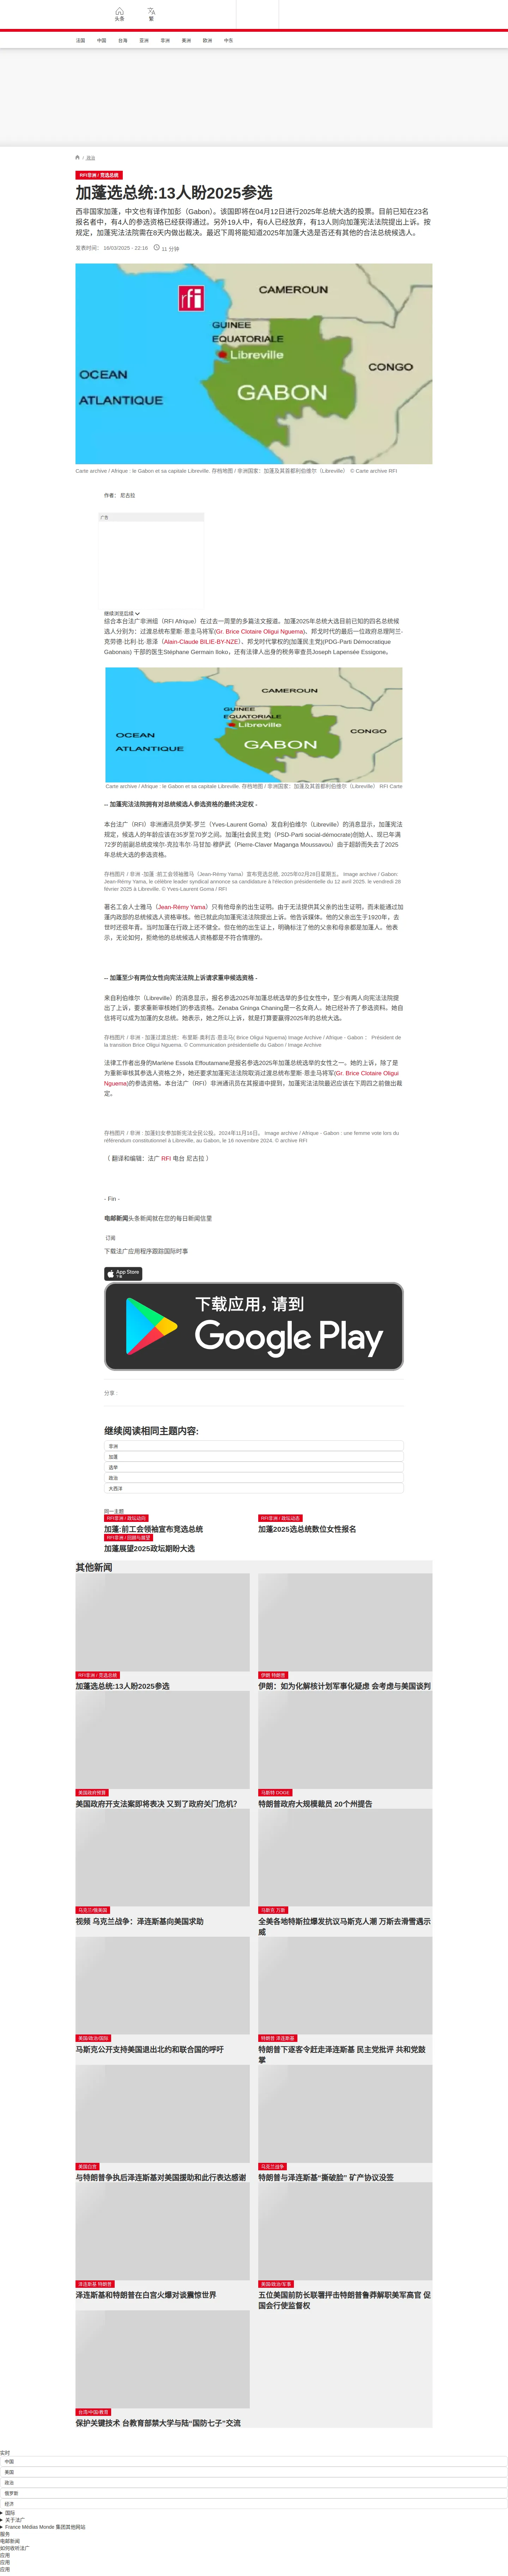 头条
繁
法国
中国
台海
亚洲
非洲
美洲
欧洲
中东
/ 政治
RFI非洲 / 竞选总统
加蓬选总统:13人盼2025参选
西非国家加蓬，中文也有译作加彭（Gabon）。该国即将在04年12日进行2025年总统大选的投票。目前已知在23名
报名者中，有4人的参选资格已经获得通过。另外19人中，有6人已经放弃，有13人则向加蓬宪法法院提出上诉。按
规定，加蓬宪法法院需在8天内做出裁决。最迟下周将能知道2025年加蓬大选是否还有其他的合法总统候选人。
发表时间： 16/03/2025 - 22:16
11 分钟
rfi
CAMEROUN
GUINEE
EQUATORIALE
Libreville
OCEAN
ATLANTIQUE
GABON
CONGO
Carte archive / Afrique : le Gabon et sa capitale Libreville. 存档地图 / 非洲国家：加蓬及其首都利伯维尔（Libreville） © Carte archive RFI
作者： 尼古拉
广告
继续浏览后续
综合本台法广非洲组（RFI Afrique）在过去一周里的多篇法文报道。加蓬2025年总统大选目前已知的四名总统候
选人分别为：过渡总统布里斯·恩圭马将军(Gr. Brice Clotaire Oligui Nguema)、邦戈时代的最后一位政府总理阿兰-
克劳德·比利·比·恩泽（Alain-Claude BILIE-BY-NZE）、邦戈时代掌权的[加蓬民主党](PDG-Parti Démocratique
Gabonais) 干部的医生Stéphane Germain Iloko，还有法律人出身的税务审查员Joseph Lapensée Essigone。
CAMEROUN
GUINEE
EQUATORIALE
Libreville
OCEAN
ATLANTIQUE
GABON
CONGO
Carte archive / Afrique : le Gabon et sa capitale Libreville. 存档地图 / 非洲国家：加蓬及其首都利伯维尔（Libreville） RFI Carte
-- 加蓬宪法法院拥有对总统候选人参选资格的最终决定权 -
本台法广（RFI）非洲通讯员伊芙-罗兰（Yves-Laurent Goma）发自利伯维尔（Libreville）的消息显示，加蓬宪法
规定，候选人的年龄应该在35岁至70岁之间。加蓬[社会民主党]（PSD-Parti social-démocrate)创始人、现已年满
72岁的前副总统皮埃尔-克拉韦尔·马甘加·穆萨武（Pierre-Claver Maganga Moussavou）由于超龄而失去了2025
年总统大选的参选资格。
存档图片 / 非洲 -加蓬 :前工会领袖雅马（Jean-Rémy Yama）宣布竞选总统, 2025年02月28日星期五。 Image archive / Gabon:
Jean-Rémy Yama, le célèbre leader syndical annonce sa candidature à l'élection présidentielle du 12 avril 2025. le vendredi 28
février 2025 à Libreville. © Yves-Laurent Goma / RFI
著名工会人士雅马（Jean-Rémy Yama）只有他母亲的出生证明。由于无法提供其父亲的出生证明，而未能通过加
蓬内政部的总统候选人资格审核。他已就此向加蓬宪法法院提出上诉。他告诉媒体。他的父亲出生于1920年，去
世时还很年青。当时加蓬在行政上还不健全。但在他的出生证上，明确标注了他的父亲和母亲都是加蓬人。他表
示，无论如何，拒绝他的总统候选人资格都是不符合情理的。
-- 加蓬至少有两位女性向宪法法院上诉请求重申候选资格 -
来自利伯维尔（Libreville）的消息显示，报名参选2025年加蓬总统选举的多位女性中，至少有两人向宪法法院提
出了上诉，要求重新审核她们的参选资格。Zenaba Gninga Chaning是一名女商人。她已经补齐了参选资料。她自
信将可以成为加蓬的女总统。她表示，她之所以上诉，就是打算要赢得2025年的总统大选。
存档图片 / 非洲 - 加蓬过渡总统：布里斯·奥利吉·恩圭马( Brice Oligui Nguema) Image Archive / Afrique - Gabon ： Président de
la transition Brice Oligui Nguema. © Communication présidentielle du Gabon / Image Archive
法律工作者出身的Marlène Essola Effoutamane是报名参选2025年加蓬总统选举的女性之一。她的上诉，除了是
为重新审核其参选人资格之外，她还要求加蓬宪法法院取消过渡总统布里斯·恩圭马将军(Gr. Brice Clotaire Oligui
Nguema)的参选资格。本台法广（RFI）非洲通讯员在其报道中提到，加蓬宪法法院最迟应该在下周四之前做出裁
定。
存档图片 / 非洲 : 加蓬妇女参加新宪法全民公投。2024年11月16日。 Image archive / Afrique - Gabon : une femme vote lors du
référendum constitutionnel à Libreville, au Gabon, le 16 novembre 2024. © archive RFI
（ 翻译和编辑：法广 RFI 电台 尼古拉 ）
- Fin -
电邮新闻头条新闻就在您的每日新闻信里
订阅
下载法广应用程序跟踪国际时事
App Store
下载应用，请到
Google Play
分享 :
继续阅读相同主题内容:
非洲
加蓬
选举
政治
大西洋
同一主题
RFI非洲 / 政坛动向
加蓬:前工会领袖宣布竞选总统
RFI非洲 / 政坛动态
加蓬2025选总统数位女性报名
RFI非洲 / 回顾与展望
加蓬展望2025政坛期盼大选
其他新闻
RFI非洲 / 竞选总统
加蓬选总统:13人盼2025参选
伊朗 特朗普
伊朗：如为化解核计划军事化疑虑 会考虑与美国谈判
美国政府预算
美国政府开支法案即将表决 又到了政府关门危机？
马斯特 DOGE
特朗普政府大规模裁员 20个州提告
乌克兰/稀美国
视频 乌克兰战争：泽连斯基向美国求助
马斯克 万斯
全美各地特斯拉爆发抗议马斯克人潮 万斯去滑雪遇示
威
美国/政治/国际
马斯克公开支持美国退出北约和联合国的呼吁
特朗普 泽连斯基
特朗普下逐客令赶走泽连斯基 民主党批评 共和党鼓
掌
美国白宫
与特朗普争执后泽连斯基对美国援助和此行表达感谢
乌克兰战争
特朗普与泽连斯基“撕破脸” 矿产协议没签
泽连斯基 特朗普
泽连斯基和特朗普在白宫火爆对谈震惊世界
美国/政治/军事
五位美国前防长联署抨击特朗普鲁莽解职美军高官 促
国会行使监督权
台湾/中国/教育
保护关键技术 台教育部禁大学与陆“国防七子”交流
实时
中国
美国
政治
俄罗斯
经济
国际
关于法广
France Médias Monde 集团其他网站
服务
电邮新闻
如何收听法广
应用
应用
应用